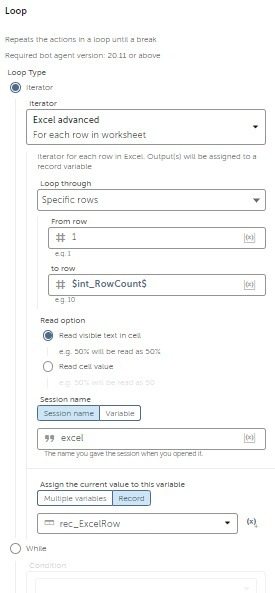 Loop
Repeats the actions in a loop until a break
Required bot agent version: 20.11 or above
Loop Type
Iterator
Iterator
Excel advanced
For each row in worksheet
Iterator for each row in Excel. Output(s) will be assigned to a
record variable
Loop through
Specific rows
From row
# 1 (x)
e.g. 1
to row
# $int_RowCount$ (x)
e.g. 10
Read option
Read visible text in cell
e.g. 50% will be read as 50%
Read cell value
e.g. 50% will be read as 50
Session name
Session name Variable
" excel (x)
The name you gave the session when you opened it.
Assign the current value to this variable
Multiple variables Record
rec_ExcelRow (x)
While
Condition